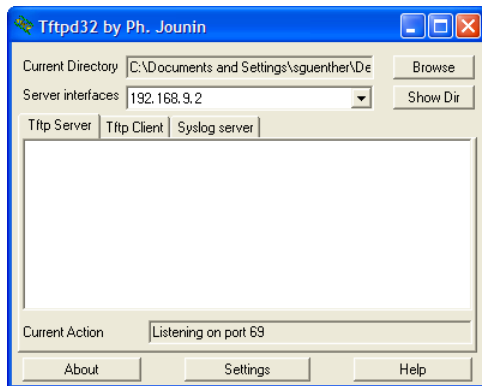 Tftpd32 by Ph. Jounin
Current Directory C:\Documents and Settings\sguenther\De Browse
Server interfaces 192.168.9.2 Show Dir
Tftp Server Tftp Client Syslog server
Current Action Listening on port 69
About Settings Help